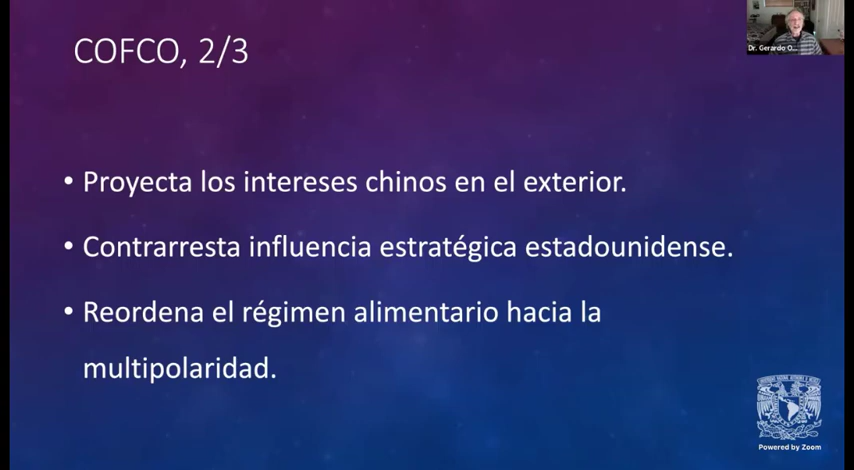 COFCO, 2/3
Dr. Gerardo O...
• Proyecta los intereses chinos en el exterior.
• Contrarresta influencia estratégica estadounidense.
• Reordena el régimen alimentario hacia la
multipolaridad.
Powered by Zoom